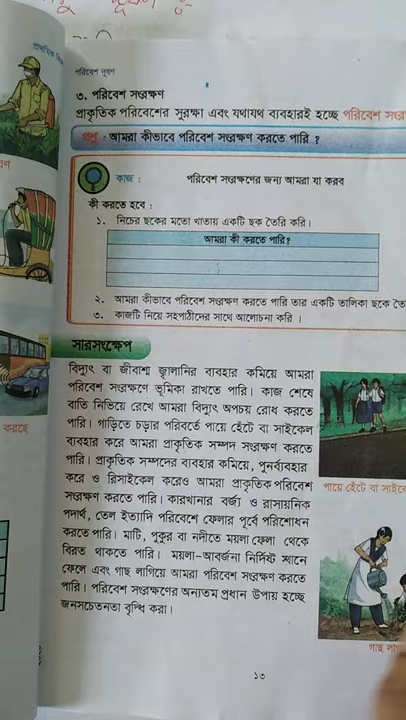 পরিবেশ দূষণ
৩. পরিবেশ সংরক্ষণ
প্রাকৃতিক পরিবেশের সুরক্ষা এবং যথাযথ ব্যবহারই হচ্ছে পরিবেশ সংর
প্রশ্ন : আমরা কীভাবে পরিবেশ সংরক্ষণ করতে পারি ?
কাজ : পরিবেশ সংরক্ষণের জন্য আমরা যা করব
কী করতে হবে :
১. নিচের ছকের মতো খাতায় একটি ছক তৈরি করি।
আমরা কী করতে পারি?
২. আমরা কীভাবে পরিবেশ সংরক্ষণ করতে পারি তার একটি তালিকা ছকে তৈ
৩. কাজটি নিয়ে সহপাঠীদের সাথে আলোচনা করি ।
সারসংক্ষেপ
বিদ্যুৎ বা জীবাশ্ম জ্বালানির ব্যবহার কমিয়ে আমরা
পরিবেশ সংরক্ষণে ভূমিকা রাখতে পারি। কাজ শেষে
বাতি নিভিয়ে রেখে আমরা বিদ্যুৎ অপচয় রোধ করতে
পারি। গাড়িতে চড়ার পরিবর্তে পায়ে হেঁটে বা সাইকেল
ব্যবহার করে আমরা প্রাকৃতিক সম্পদ সংরক্ষণ করতে
পারি। প্রাকৃতিক সম্পদের ব্যবহার কমিয়ে, পুনর্ব্যবহার
করে ও রিসাইকেল করেও আমরা প্রাকৃতিক পরিবেশ
সংরক্ষণ করতে পারি। কারখানার বর্জ্য ও রাসায়নিক
পদার্থ, তেল ইত্যাদি পরিবেশে ফেলার পূর্বে পরিশোধন
করতে পারি। মাটি, পুকুর বা নদীতে ময়লা ফেলা থেকে
বিরত থাকতে পারি। ময়লা-আবর্জনা নির্দিষ্ট স্থানে
ফেলে এবং গাছ লাগিয়ে আমরা পরিবেশ সংরক্ষণ করতে
পারি। পরিবেশ সংরক্ষণের অন্যতম প্রধান উপায় হচ্ছে
জনসচেতনতা বৃদ্ধি করা।
পায়ে হেঁটে বা সাইকে
গাছ লা
১৩
করছে